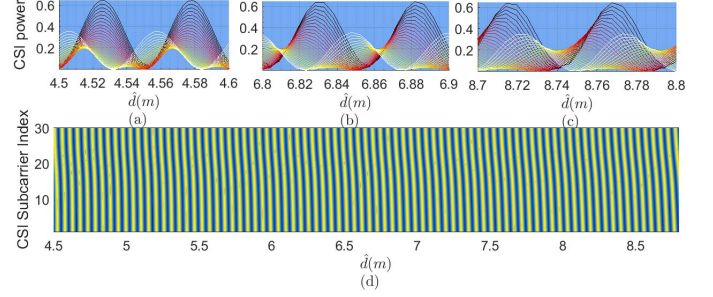 CSI power
0.6
0.4
0.2
4.5 4.52 4.54 4.56 4.58 4.6
d̂(m)
(a)
0.6
0.4
0.2
6.8 6.82 6.84 6.86 6.88 6.9
d̂(m)
(b)
0.6
0.4
0.2
8.7 8.72 8.74 8.76 8.78 8.8
d̂(m)
(c)
CSI Subcarrier Index
30
20
10
4.5 5 5.5 6 6.5 7 7.5 8 8.5
d̂(m)
(d)